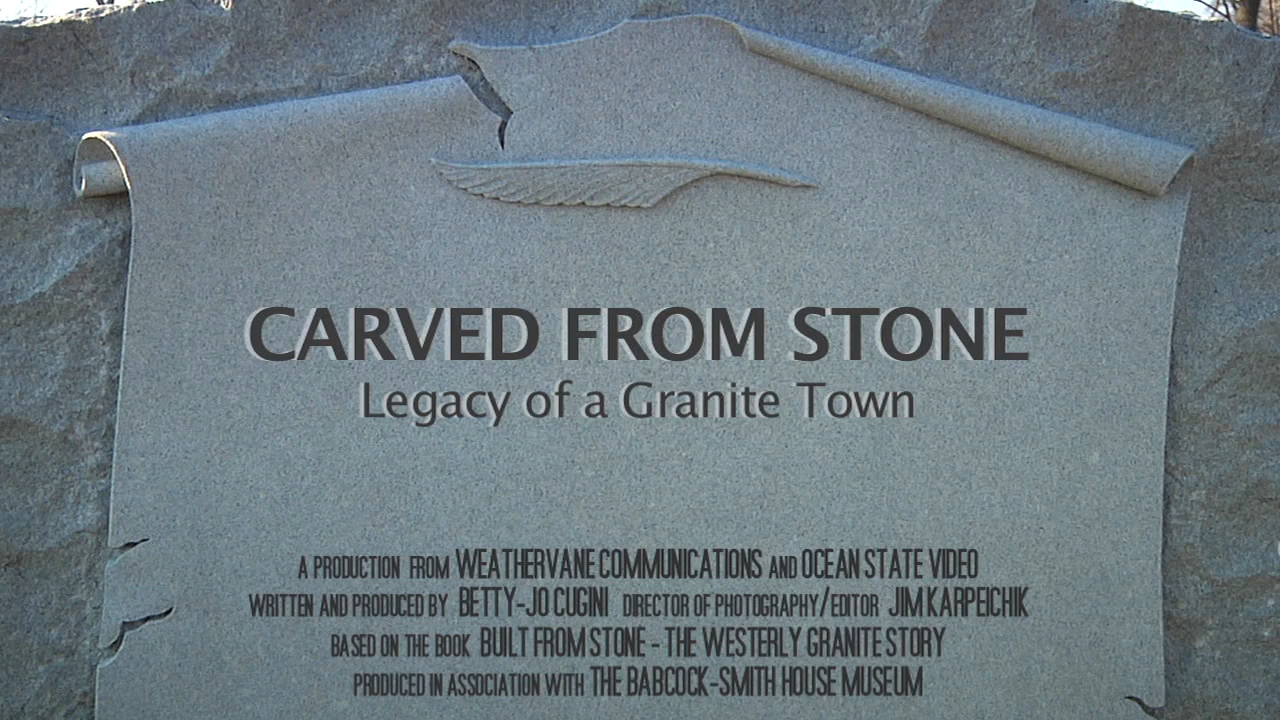 CARVED FROM STONE
Legacy of a Granite Town
A PRODUCTION FROM WEATHERVANE COMMUNICATIONS AND OCEAN STATE VIDEO
WRITTEN AND PRODUCED BY BETTY-JO CUGINI DIRECTOR OF PHOTOGRAPHY/EDITOR JIM KARPEICHIK
BASED ON THE BOOK BUILT FROM STONE - THE WESTERLY GRANITE STORY
PRODUCED IN ASSOCIATION WITH THE BABCOCK-SMITH HOUSE MUSEUM